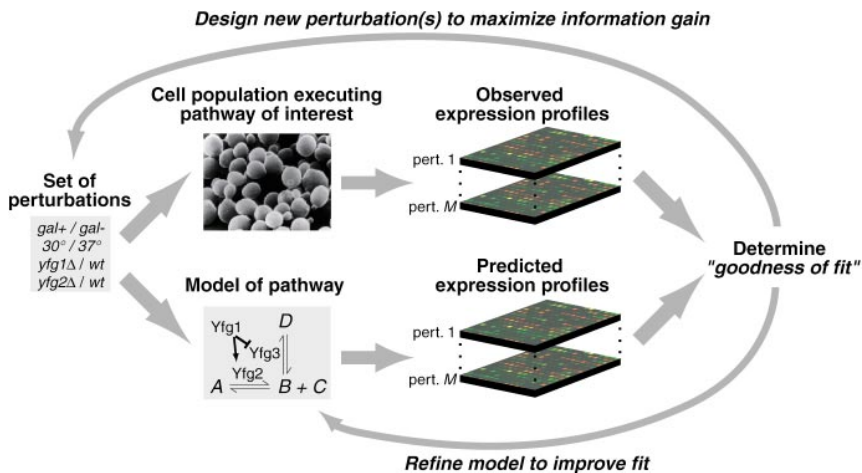 Design new perturbation(s) to maximize information gain
Cell population executing
pathway of interest
Observed
expression profiles
pert. 1
pert. M
Set of
perturbations
gal+ / gal-
30° / 37°
yfg1Δ / wt
yfg2Δ / wt
Determine
"goodness of fit"
Model of pathway
Yfg1
D
Yfg3
Yfg2
A
B + C
Predicted
expression profiles
pert. 1
pert. M
Refine model to improve fit